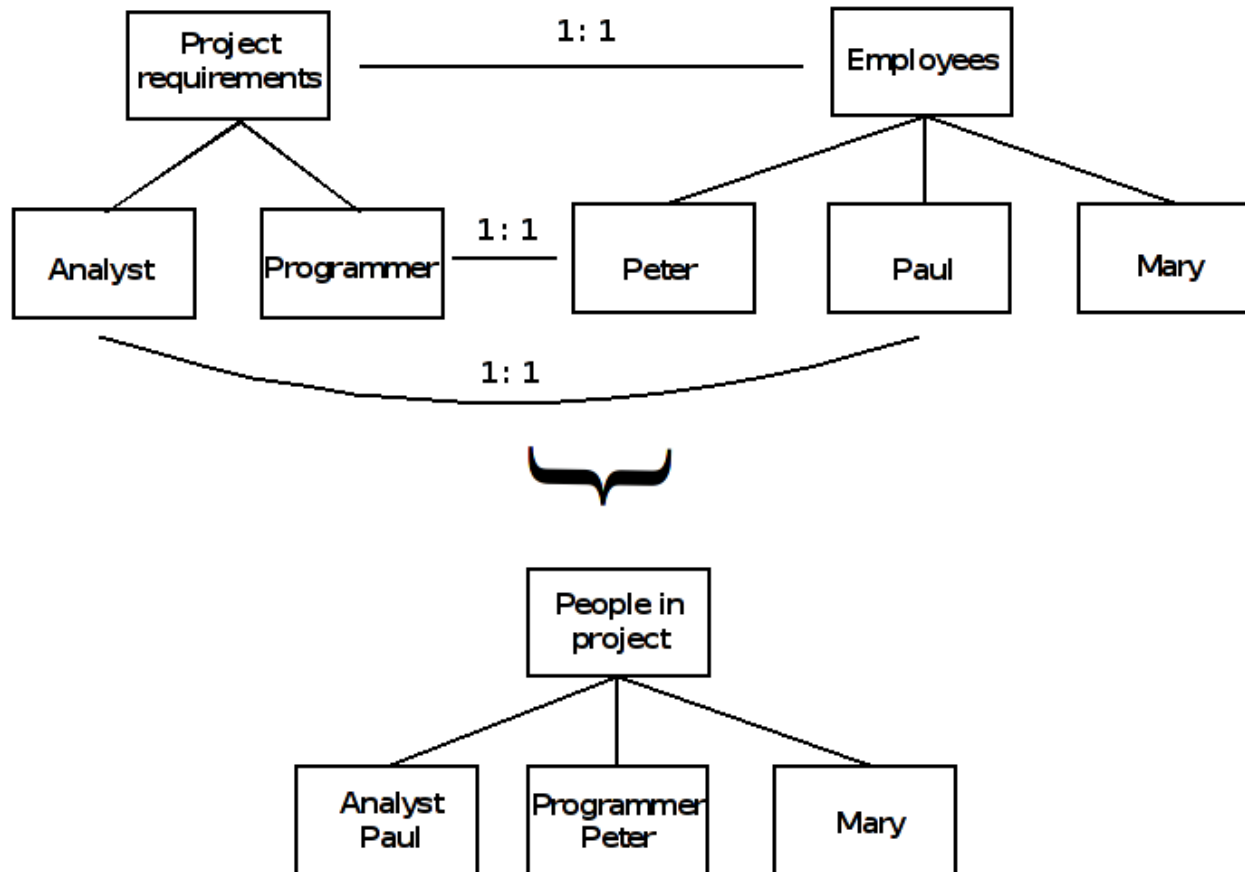 Project
requirements
1:1
Employees
Analyst
Programmer
1:1
Peter
Paul
Mary
1:1
People in
project
Analyst
Paul
Programmer
Peter
Mary